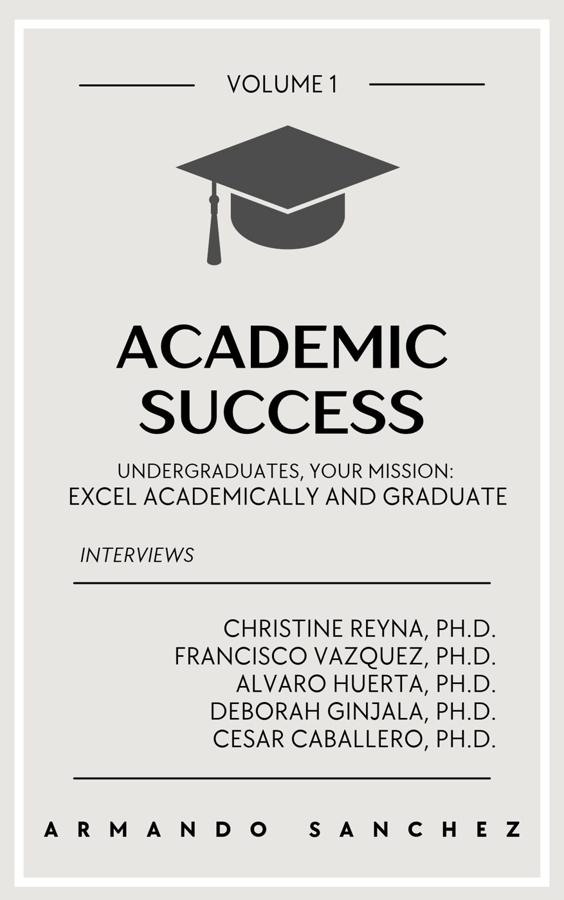 VOLUME 1
ACADEMIC
SUCCESS
UNDERGRADUATES, YOUR MISSION:
EXCEL ACADEMICALLY AND GRADUATE
INTERVIEWS
CHRISTINE REYNA, PH.D.
FRANCISCO VAZQUEZ, PH.D.
ALVARO HUERTA, PH.D.
DEBORAH GINJALA, PH.D.
CESAR CABALLERO, PH.D.
ARMANDO SANCHEZ